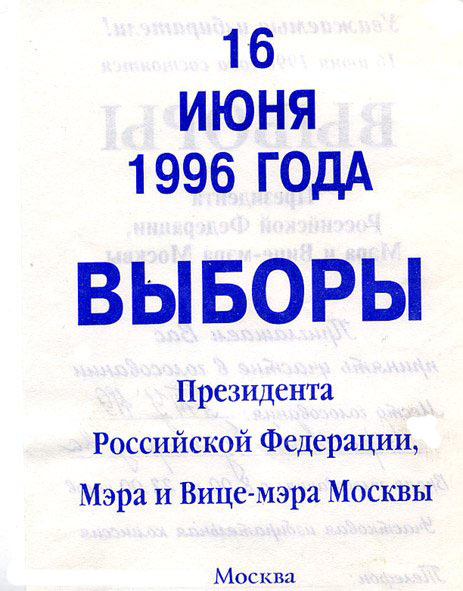 16
ИЮНЯ
1996 ГОДА
ВЫБОРЫ
Президента
Российской Федерации,
Мэра и Вице-мэра Москвы
Москва